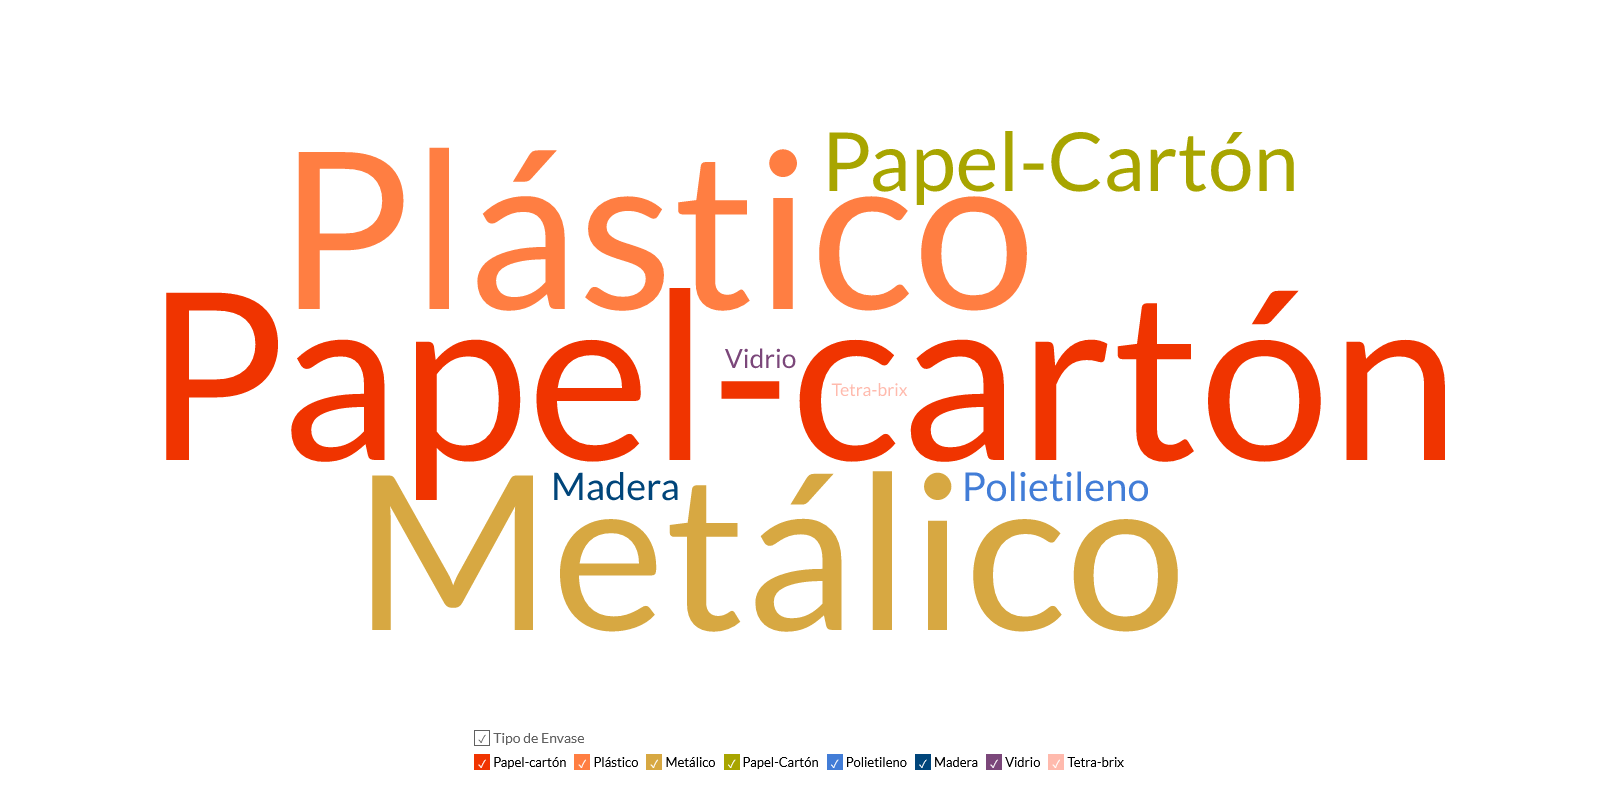 Papel-Cartón
Plástico
Papel-cartón
Vidrio
Tetra-brix
Metálico
Madera
Polietileno
Tipo de Envase
Papel-cartón Plástico Metálico Papel-Cartón Polietileno Madera Vidrio Tetra-brix